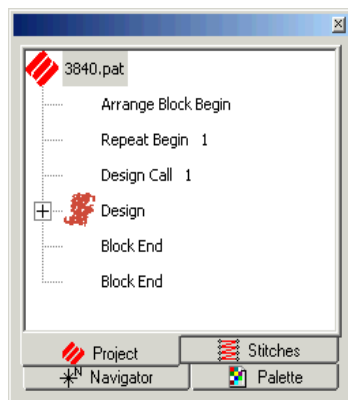 3840.pat
Arrange Block Begin
Repeat Begin 1
Design Call 1
Design
Block End
Block End
Project Stitches
N Navigator Palette